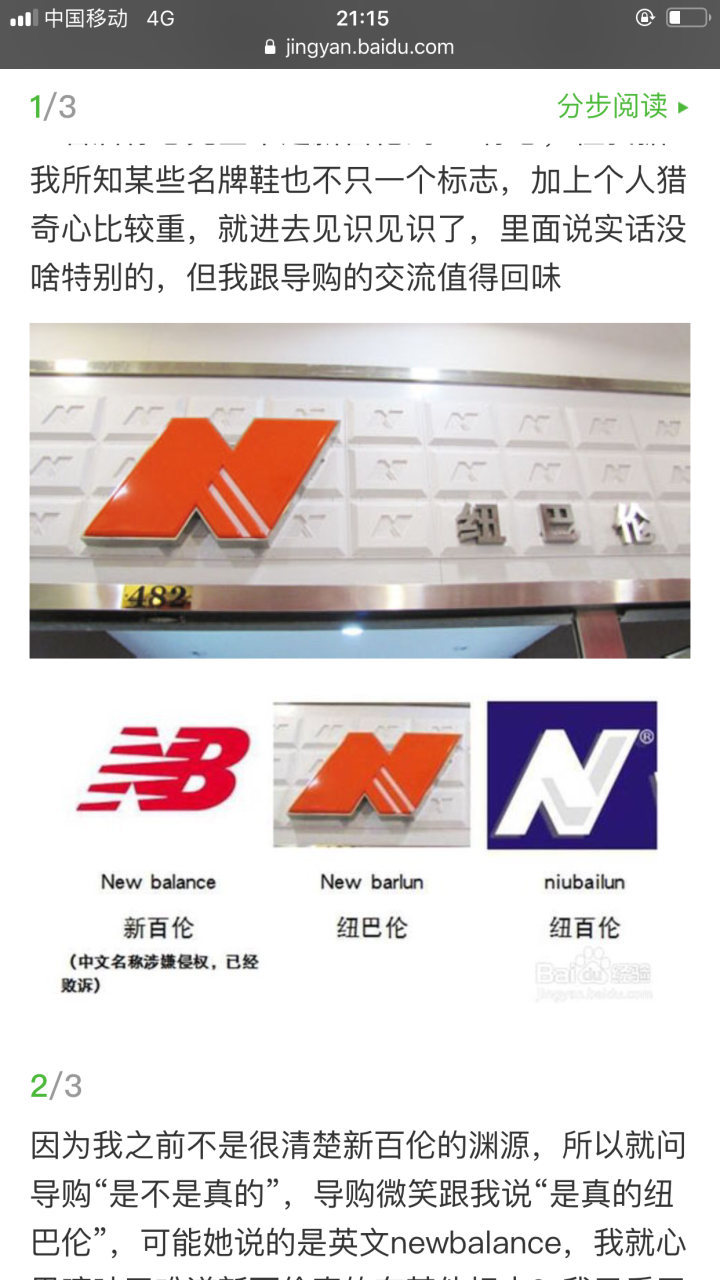 中国移动 4G 21:15
jingyan.baidu.com
1/3 分步阅读
我所知某些名牌鞋也不只一个标志，加上个人猎
奇心比较重，就进去见识见识了，里面说实话没
啥特别的，但我跟导购的交流值得回味
纽巴伦
482
NB
N ®
New balance
New barlun
niubailun
新百伦
纽巴伦
纽百伦
（中文名称涉嫌侵权，已经
败诉）
Baidu经验
jingyan.baidu.com
2/3
因为我之前不是很清楚新百伦的渊源，所以就问
导购“是不是真的”，导购微笑跟我说“是真的纽
巴伦”，可能她说的是英文newbalance，我就心